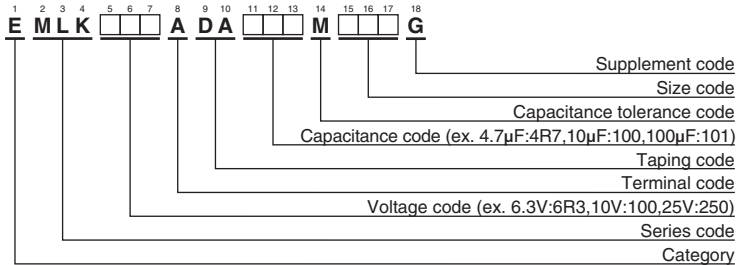 1 2 3 4 5 6 7 8 9 10 11 12 13 14 15 16 17 18
E MLK □□□ A DA □□□ M □□□ G
Supplement code
Size code
Capacitance tolerance code
Capacitance code (ex. 4.7μF:4R7,10μF:100,100μF:101)
Taping code
Terminal code
Voltage code (ex. 6.3V:6R3,10V:100,25V:250)
Series code
Category